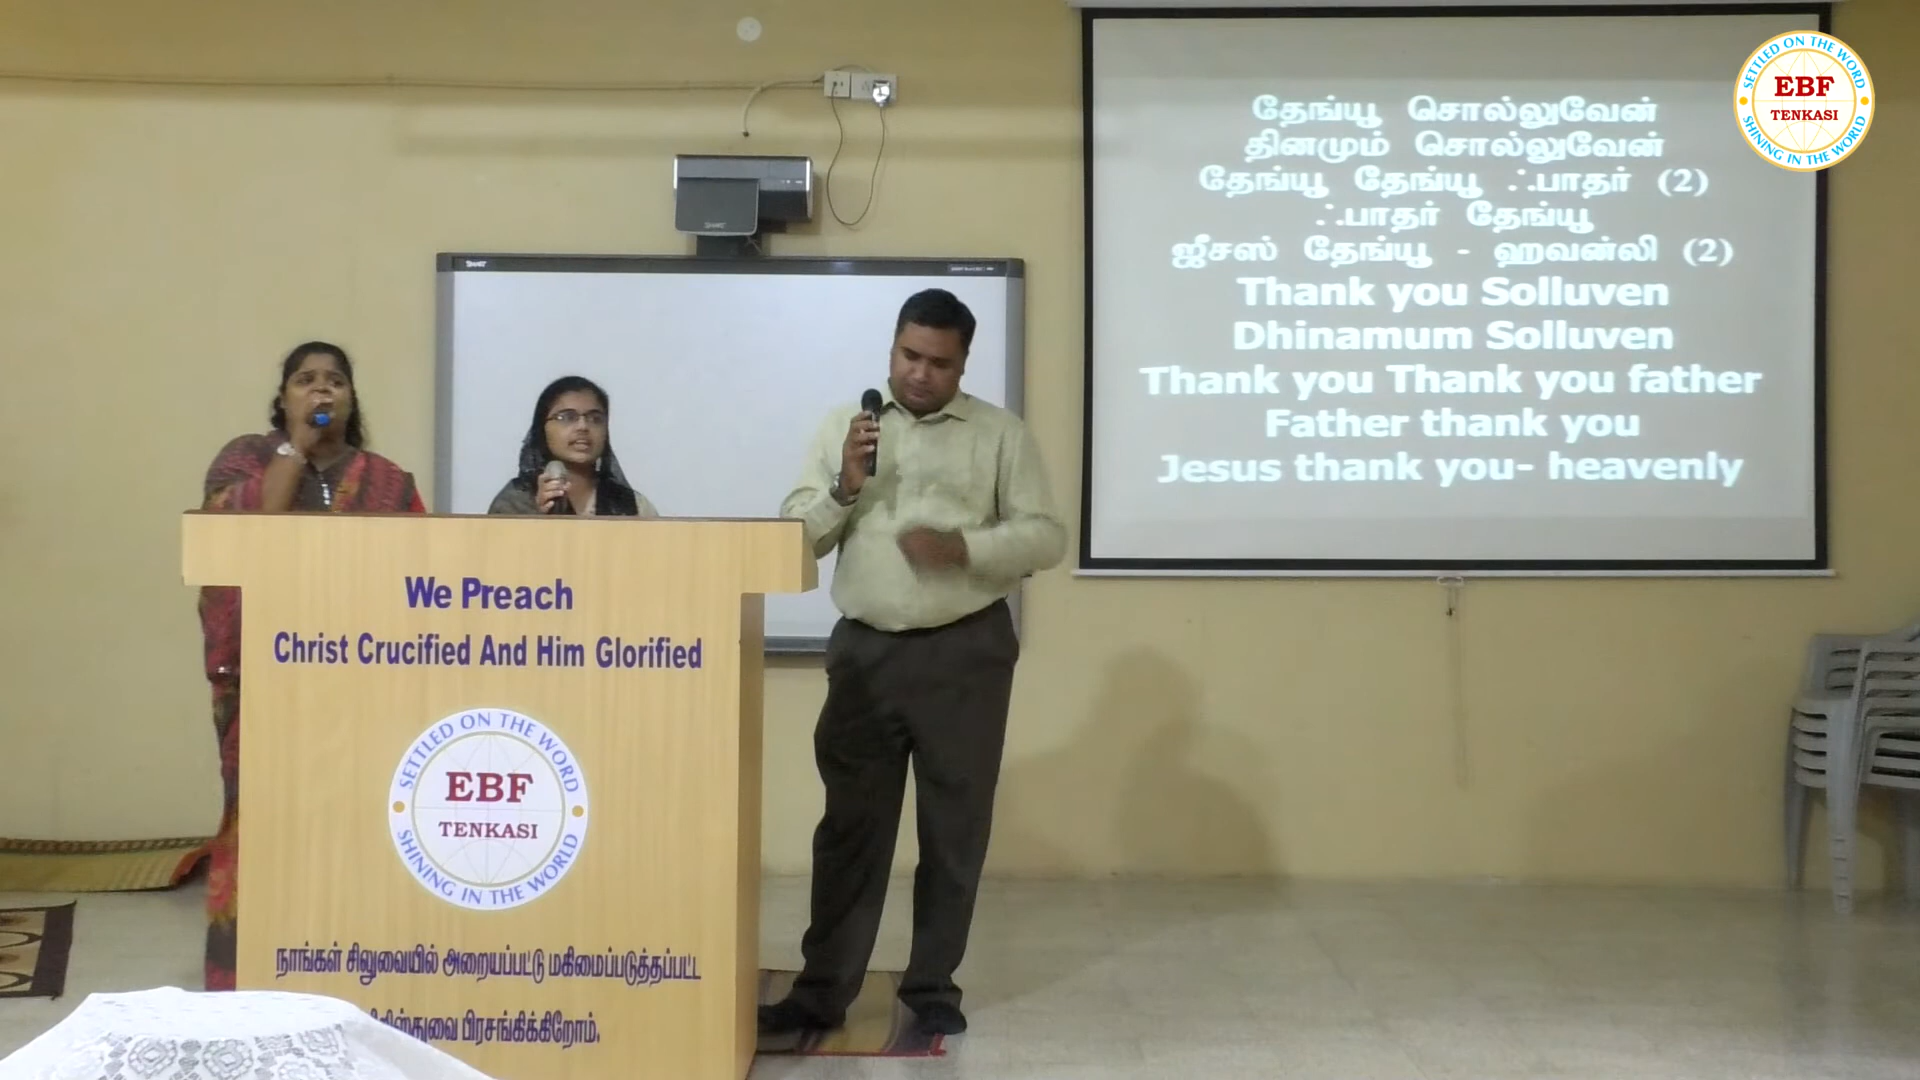 தேங்யூ சொல்லுவேன்
தினமும் சொல்லுவேன்
தேங்யூ தேங்யூ ஃபாதர் (2)
ஃபாதர் தேங்யூ
ஜீசஸ் தேங்யூ - ஹவன்லி (2)
Thank you Solluven
Dhinamum Solluven
Thank you Thank you father
Father thank you
Jesus thank you- heavenly
SETTLED ON THE WORD
EBF
TENKASI
SHINING IN THE WORLD
SMART
SMART
We Preach
Christ Crucified And Him Glorified
SETTLED ON THE WORD
EBF
TENKASI
SHINING IN THE WORLD
நாங்கள் சிலுவையில் அறையப்பட்டு மகிமைப்படுத்தப்பட்ட
பிரசங்கிக்கிறோம்.